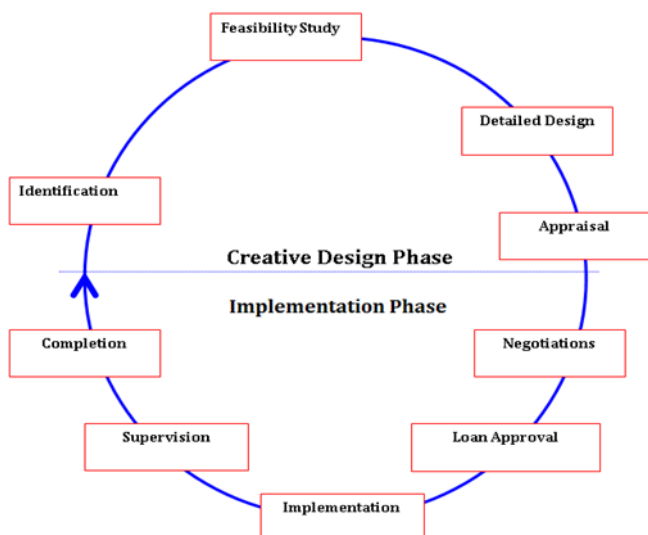 Feasibility Study
Detailed Design
Identification
Appraisal
Creative Design Phase
Implementation Phase
Completion
Negotiations
Supervision
Loan Approval
Implementation